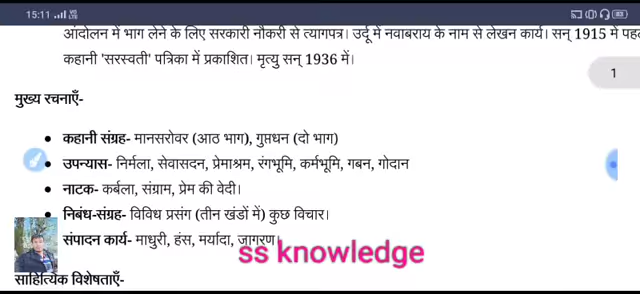 15:11
आंदोलन में भाग लेने के लिए सरकारी नौकरी से त्यागपत्र। उर्दू में नवाबराय के नाम से लेखन कार्य। सन् 1915 में
कहानी 'सरस्वती' पत्रिका में प्रकाशित। मृत्यु सन् 1936 में।
1
मुख्य रचनाएँ-
कहानी संग्रह- मानसरोवर (आठ भाग), गुप्तधन (दो भाग)
उपन्यास- निर्मला, सेवासदन, प्रेमाश्रम, रंगभूमि, कर्मभूमि, गबन, गोदान
नाटक- कर्बला, संग्राम, प्रेम की वेदी।
निबंध-संग्रह- विविध प्रसंग (तीन खंडों में) कुछ विचार।
संपादन कार्य- माधुरी, हंस, मर्यादा, जागरण।
ss knowledge
साहित्यिक विशेषताएँ-